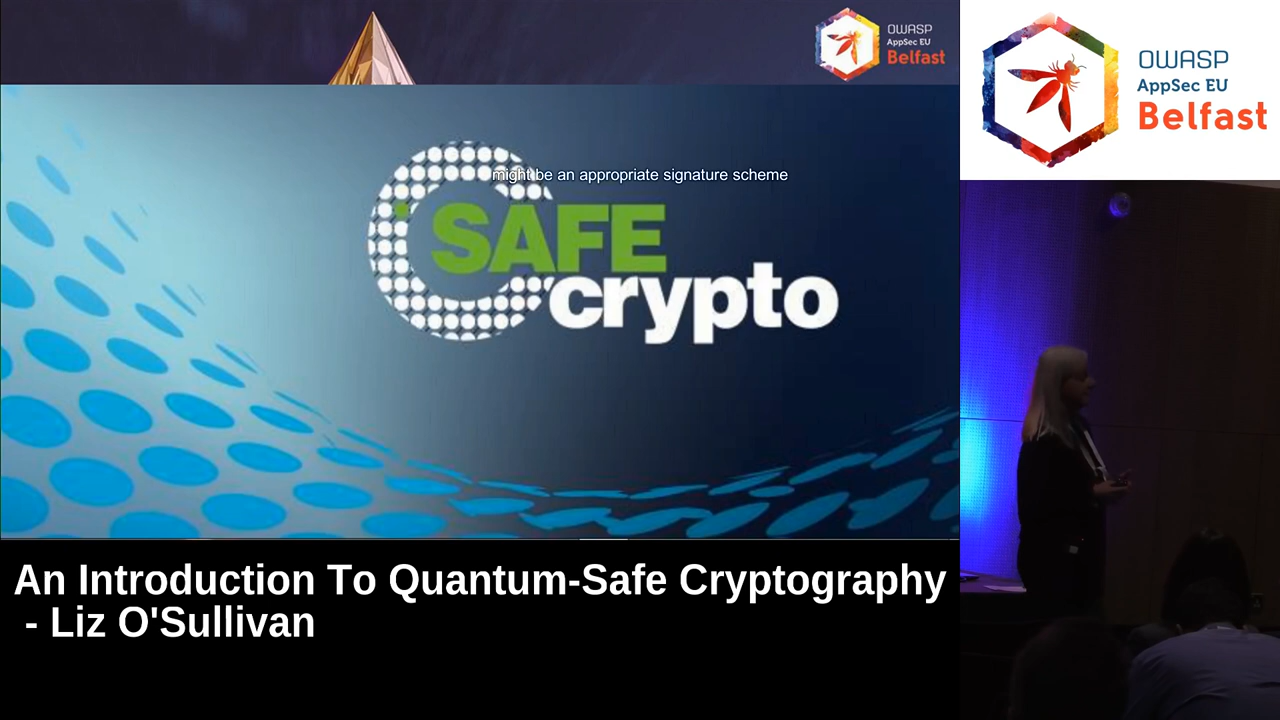 OWASP
AppSec EU
Belfast
OWASP
AppSec EU
Belfast
might be an appropriate signature scheme
SAFE
crypto
An Introduction To Quantum-Safe Cryptography
- Liz O'Sullivan